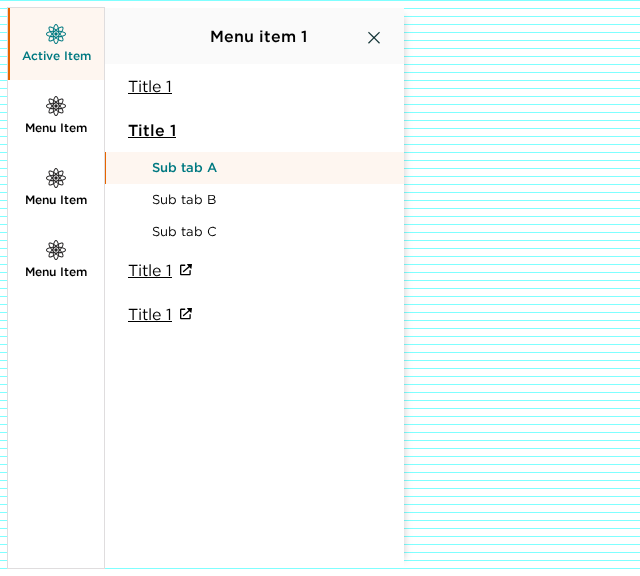 Active Item
Menu Item
Menu Item
Menu Item
Menu item 1
Title 1
Title 1
Sub tab A
Sub tab B
Sub tab C
Title 1
Title 1